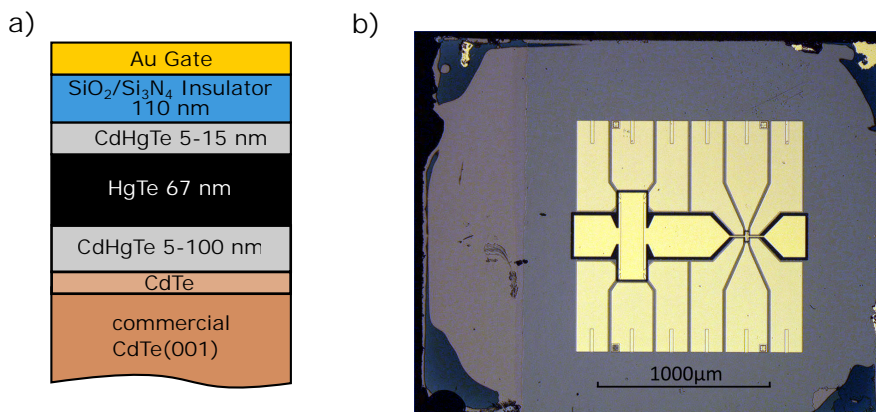 a)
Au Gate
SiO₂/Si₃N₄ Insulator
110 nm
CdHgTe 5-15 nm
HgTe 67 nm
CdHgTe 5-100 nm
CdTe
commercial
CdTe(001)
b)
1000μm